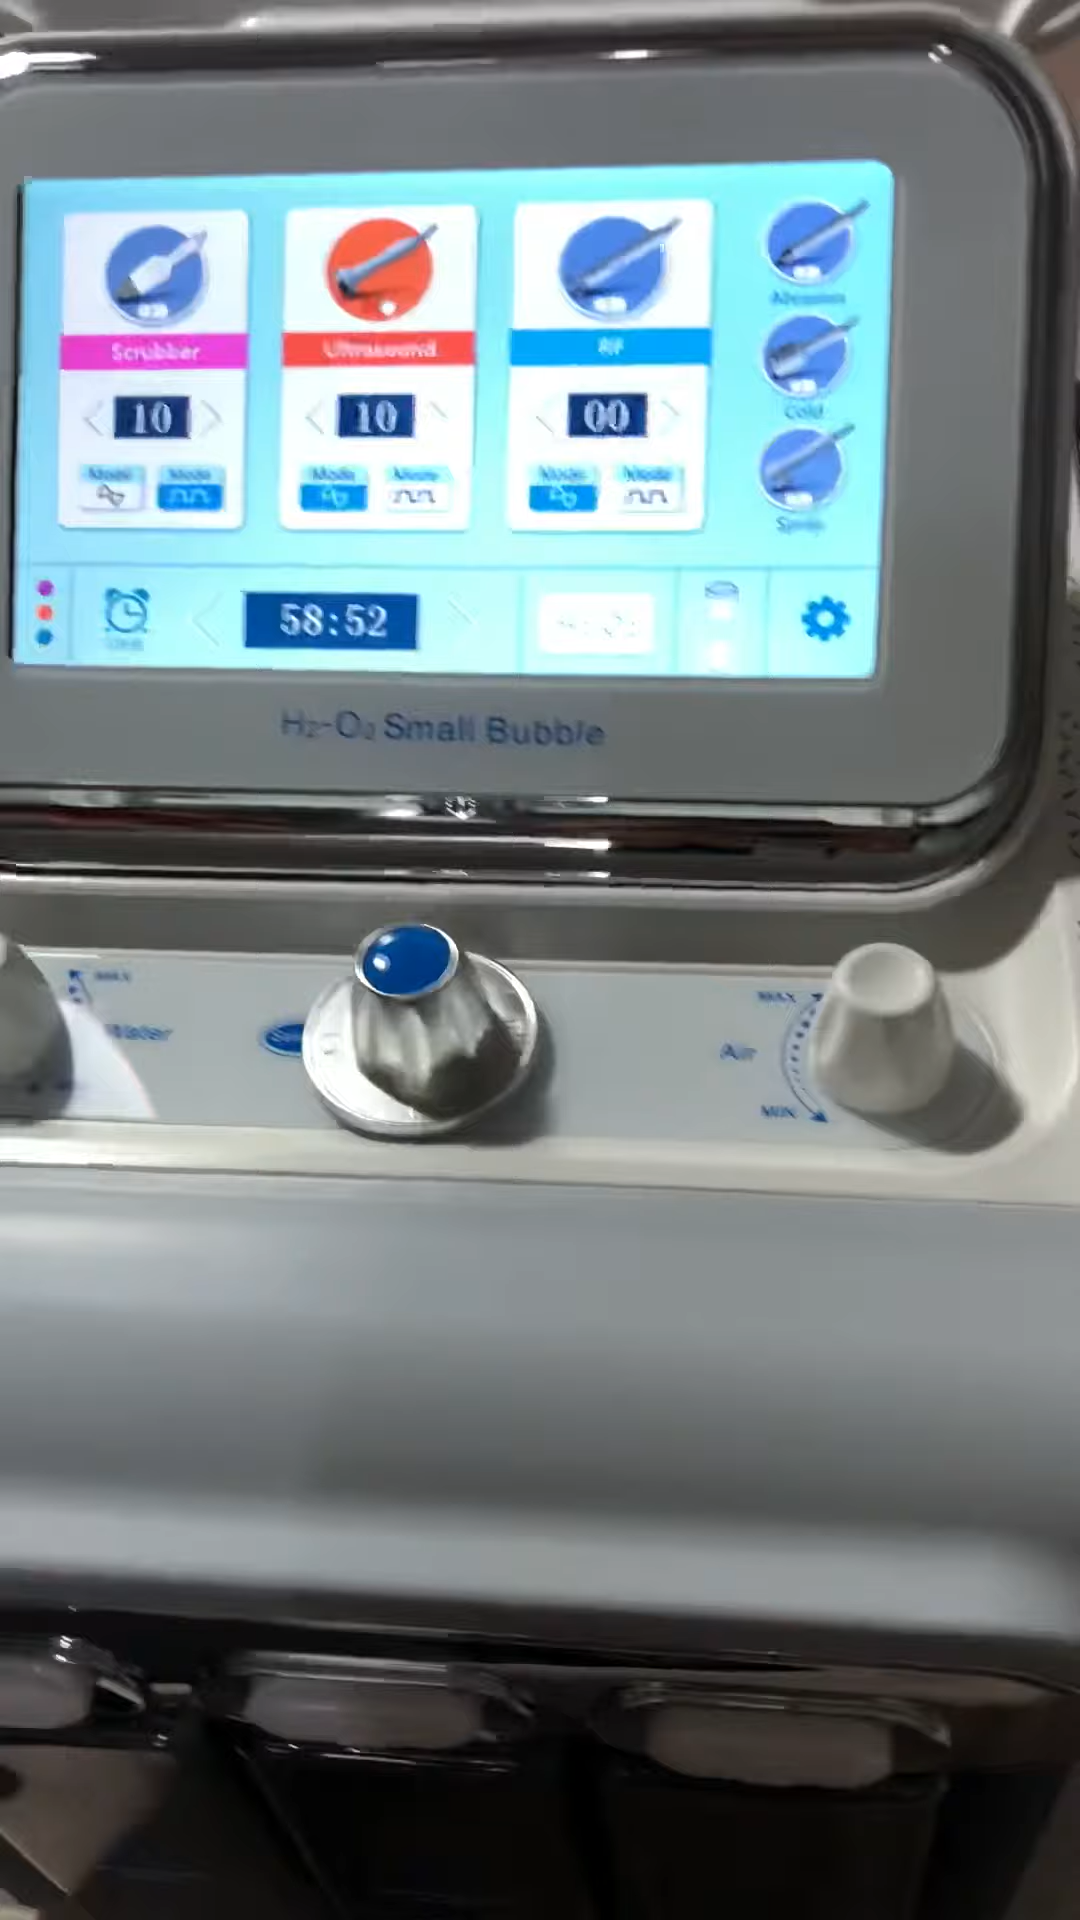 Scrubber
Ultrasound
RF
10
10
00
Mode
Mode
Mode
Mode
Mode
Mode
Abrasion
Cold
Spray
58:52
H2-O2 Small Bubble
MAX
Water
MAX
Air
MIN